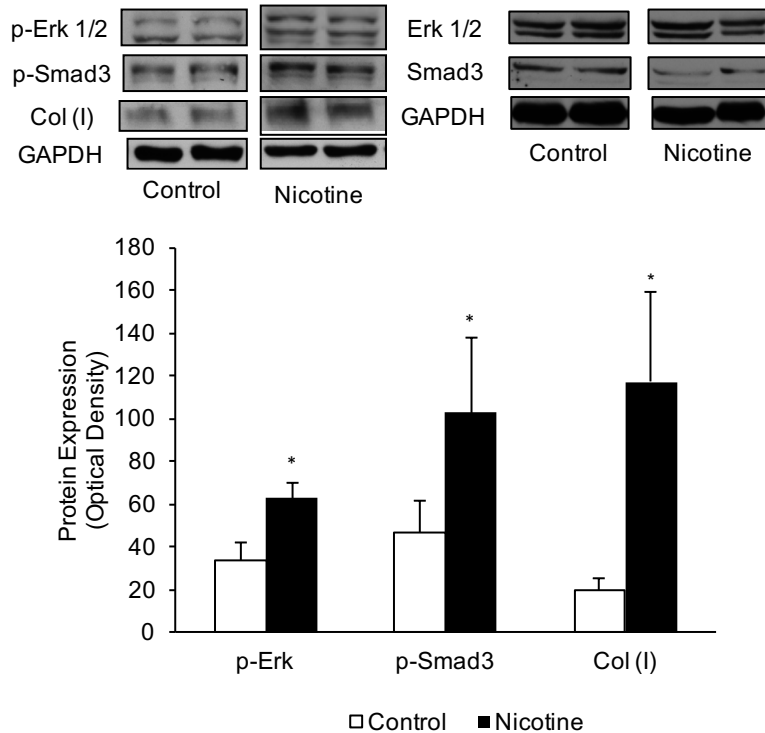 p-Erk 1/2
p-Smad3
Col (I)
GAPDH
Control Nicotine
Erk 1/2
Smad3
GAPDH
Control Nicotine
Protein Expression
(Optical Density)
180
160
140
120
100
80
60
40
20
0
*
*
*
p-Erk p-Smad3 Col (I)
Control Nicotine